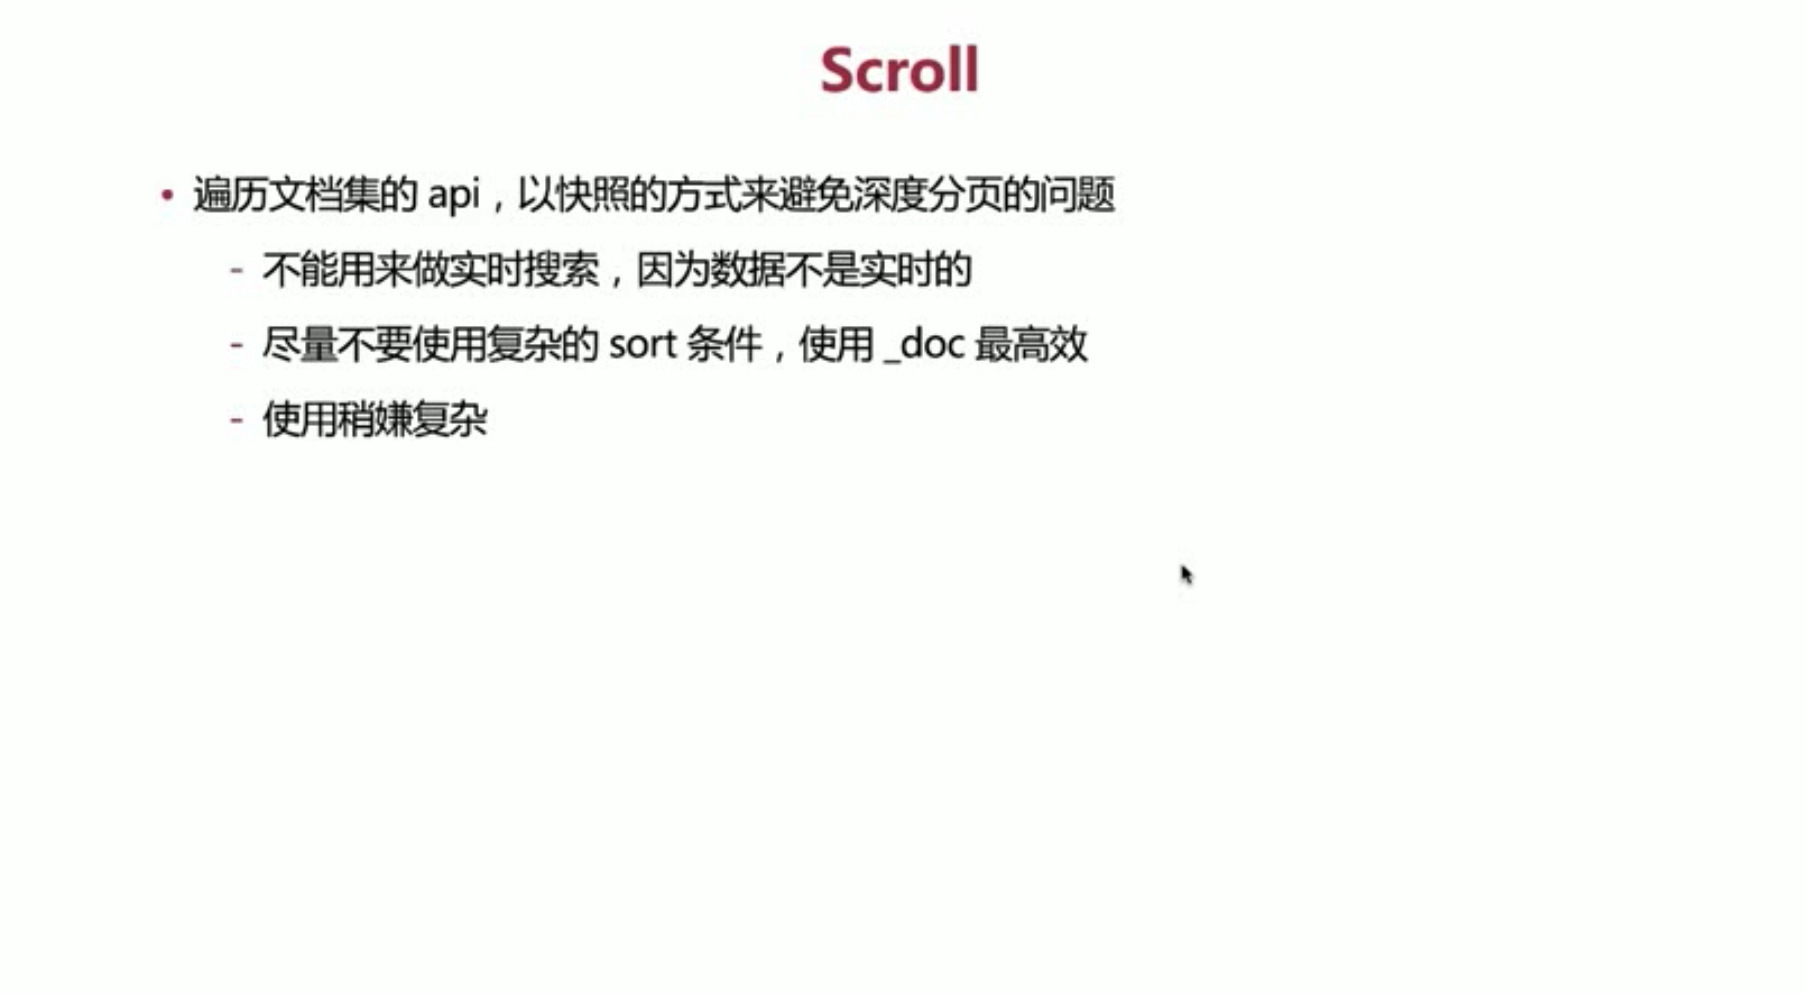 Scroll
• 遍历文档集的 api，以快照的方式来避免深度分页的问题
- 不能用来做实时搜索，因为数据不是实时的
- 尽量不要使用复杂的 sort 条件，使用 _doc 最高效
- 使用稍嫌复杂